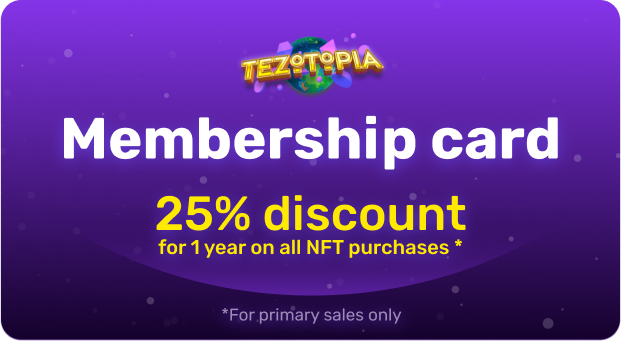 TEZOTOPIA
Membership card
25% discount
for 1 year on all NFT purchases *
*For primary sales only